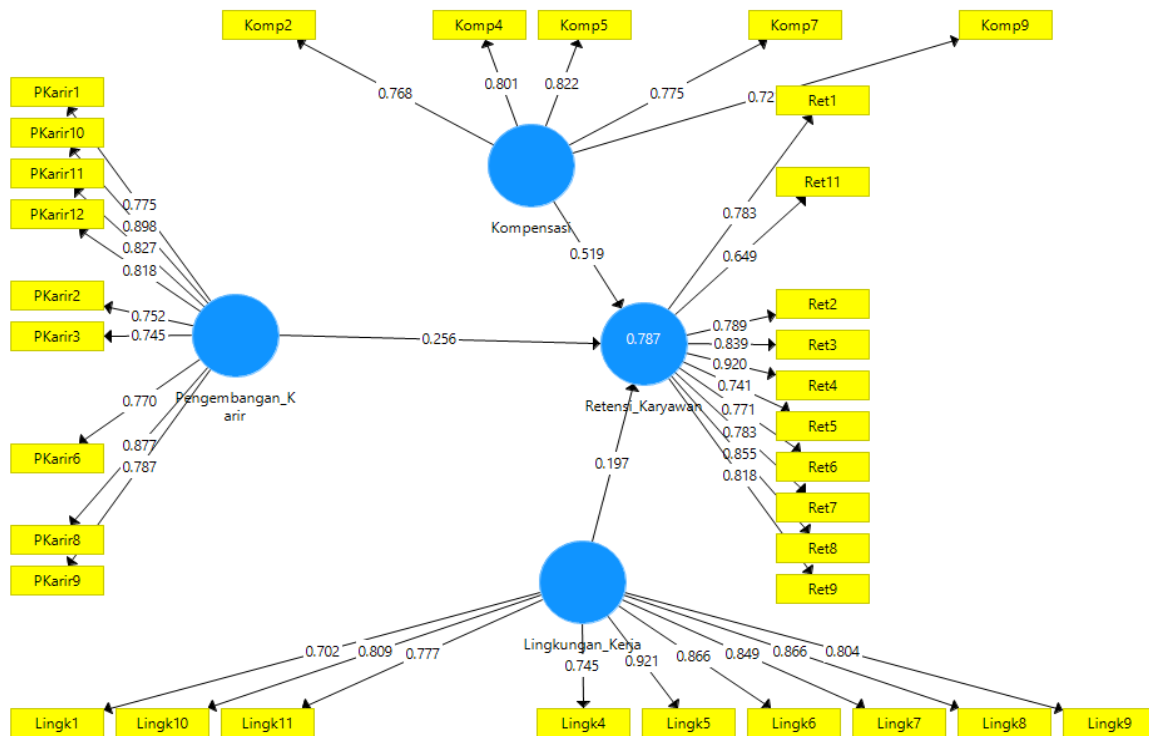 Komp2
Komp4
Komp5
Komp7
Komp9
0.768
0.801
0.822
0.775
0.72
PKarir1
PKarir10
PKarir11
PKarir12
PKarir2
PKarir3
PKarir6
PKarir8
PKarir9
0.775
0.898
0.827
0.818
0.752
0.745
0.770
0.877
0.787
Kompensasi
0.519
Pengembangan_K
arir
0.256
0.787
Retensi_Karyawan
0.197
Ret1
Ret11
Ret2
Ret3
Ret4
Ret5
Ret6
Ret7
Ret8
Ret9
0.783
0.649
0.789
0.839
0.920
0.741
0.771
0.783
0.855
0.818
Lingkungan_Kerja
0.702
0.809
0.777
0.745
0.921
0.866
0.849
0.866
0.804
Lingk1
Lingk10
Lingk11
Lingk4
Lingk5
Lingk6
Lingk7
Lingk8
Lingk9